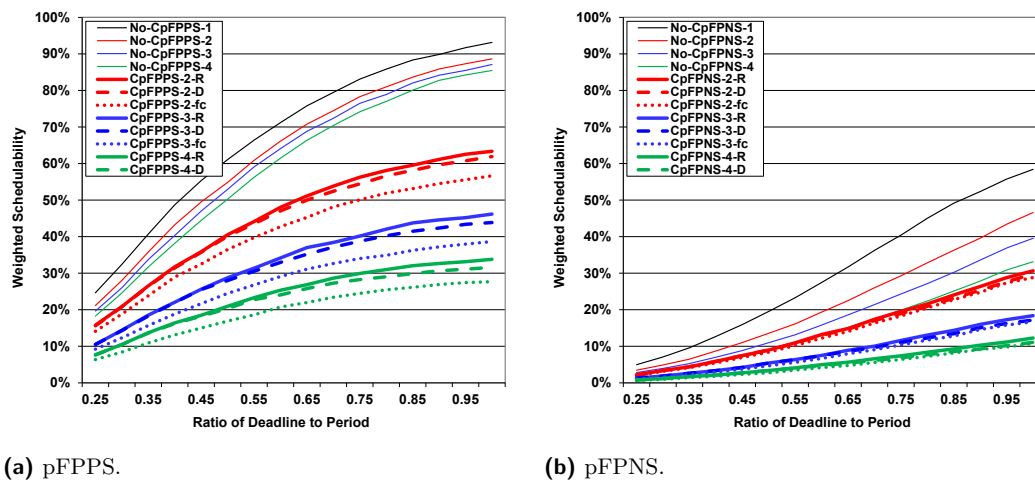 100%
90%
80%
70%
60%
50%
40%
30%
20%
10%
0%
Weighted Schedulability
No-CpFPPS-1
No-CpFPPS-2
No-CpFPPS-3
No-CpFPPS-4
CpFPPS-2-R
CpFPPS-2-D
CpFPPS-2-fc
CpFPPS-3-R
CpFPPS-3-D
CpFPPS-3-fc
CpFPPS-4-R
CpFPPS-4-D
0.25 0.35 0.45 0.55 0.65 0.75 0.85 0.95
Ratio of Deadline to Period
(a) pFPPS.
100%
90%
80%
70%
60%
50%
40%
30%
20%
10%
0%
Weighted Schedulability
No-CpFPNS-1
No-CpFPNS-2
No-CpFPNS-3
No-CpFPNS-4
CpFPNS-2-R
CpFPNS-2-D
CpFPNS-2-fc
CpFPNS-3-R
CpFPNS-3-D
CpFPNS-3-fc
CpFPNS-4-R
CpFPNS-4-D
0.25 0.35 0.45 0.55 0.65 0.75 0.85 0.95
Ratio of Deadline to Period
(b) pFPNS.